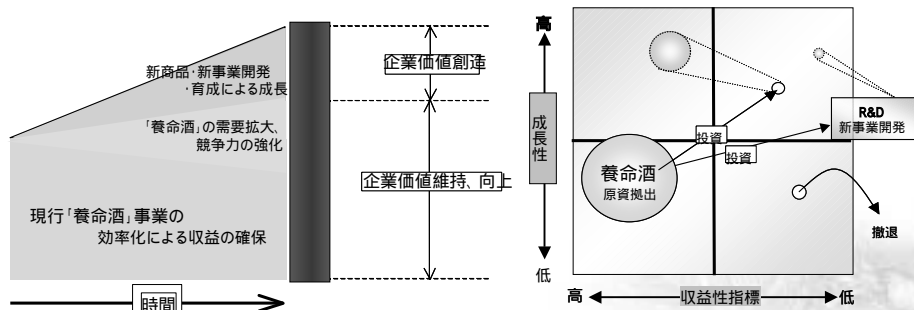 新商品・新事業開発
・育成による成長
「養命酒」の需要拡大、
競争力の強化
現行「養命酒」事業の
効率化による収益の確保
時間
企業価値創造
企業価値維持、向上
高
成長性
低
養命酒
原資拠出
投資
投資
R&D
新事業開発
撤退
高
収益性指標
低